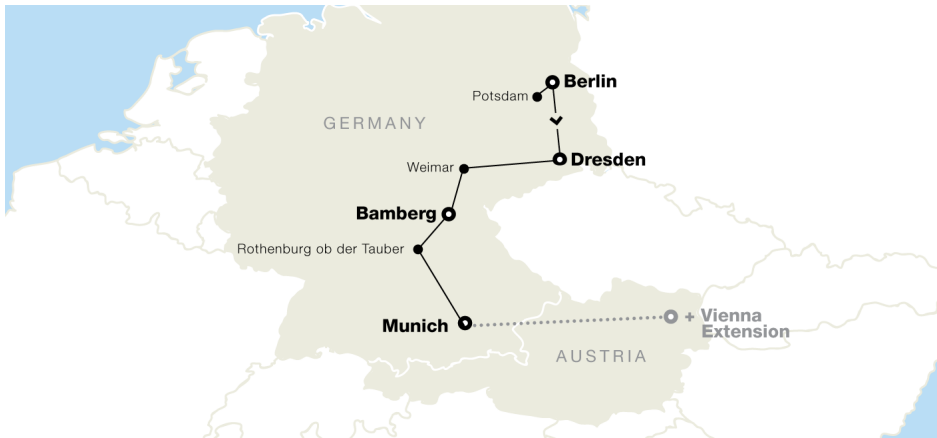 Berlin
Potsdam
GERMANY
Dresden
Weimar
Bamberg
Rothenburg ob der Tauber
Munich
+ Vienna
Extension
AUSTRIA